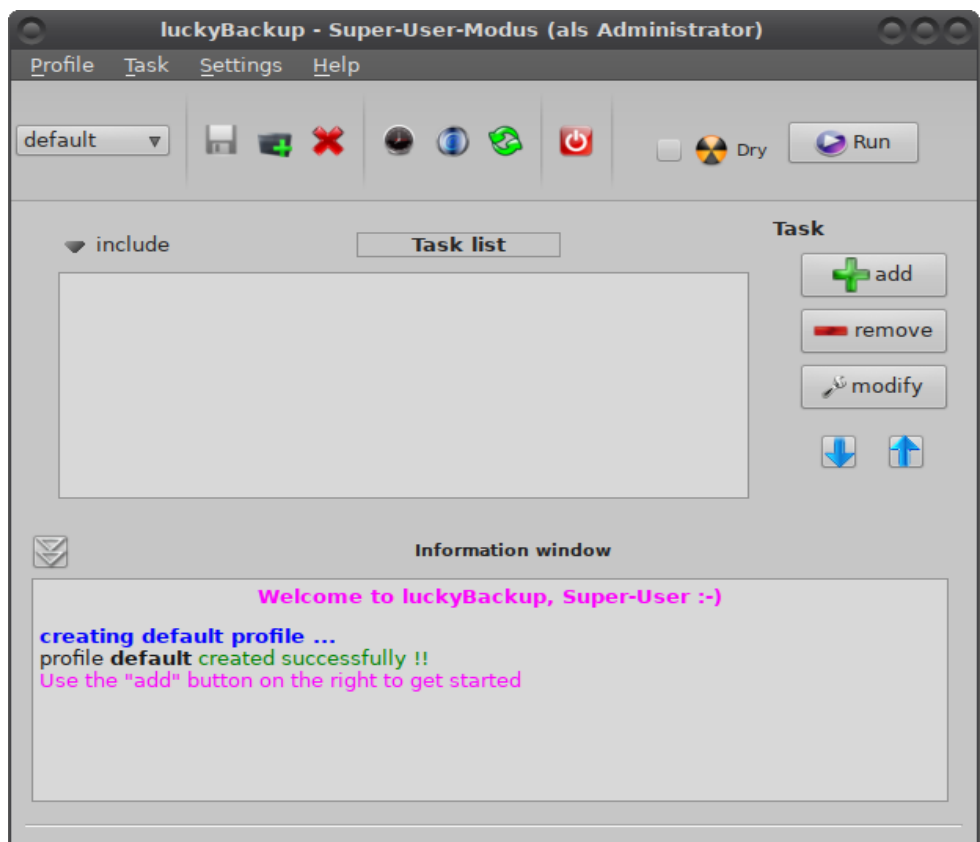 luckyBackup - Super-User-Modus (als Administrator)
Profile Task Settings Help
default Dry Run
include Task list Task
add
remove
modify
Information window
Welcome to luckyBackup, Super-User :-)
creating default profile ...
profile default created successfully !!
Use the "add" button on the right to get started